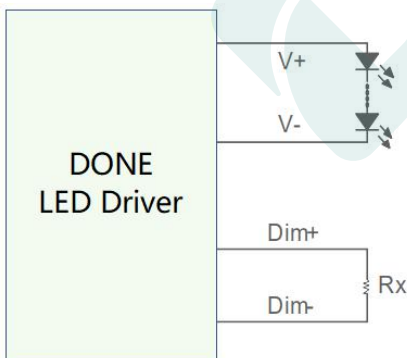 V+
V-
DONE
LED Driver
Dim+
Rx
Dim-